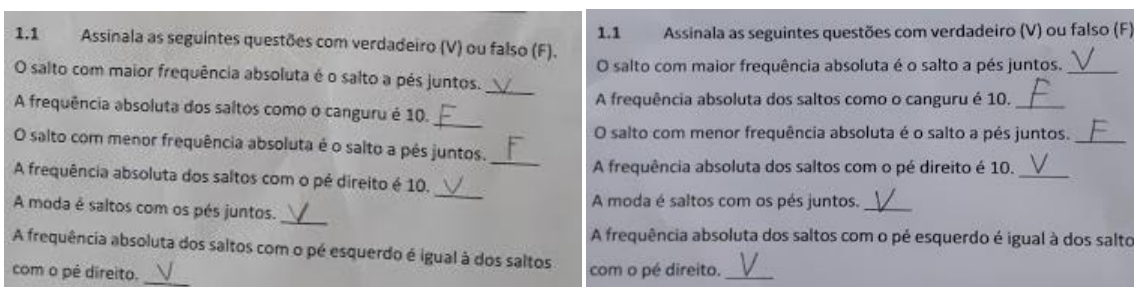 1.1 Assinala as seguintes questões com verdadeiro (V) ou falso (F).
O salto com maior frequência absoluta é o salto a pés juntos. V
A frequência absoluta dos saltos como o canguru é 10. F
O salto com menor frequência absoluta é o salto a pés juntos. F
A frequência absoluta dos saltos com o pé direito é 10. V
A moda é saltos com os pés juntos. V
A frequência absoluta dos saltos com o pé esquerdo é igual à dos saltos
com o pé direito. V
1.1 Assinala as seguintes questões com verdadeiro (V) ou falso (F)
O salto com maior frequência absoluta é o salto a pés juntos. V
A frequência absoluta dos saltos como o canguru é 10. F
O salto com menor frequência absoluta é o salto a pés juntos. F
A frequência absoluta dos saltos com o pé direito é 10. V
A moda é saltos com os pés juntos. V
A frequência absoluta dos saltos com o pé esquerdo é igual à dos salto
com o pé direito. V